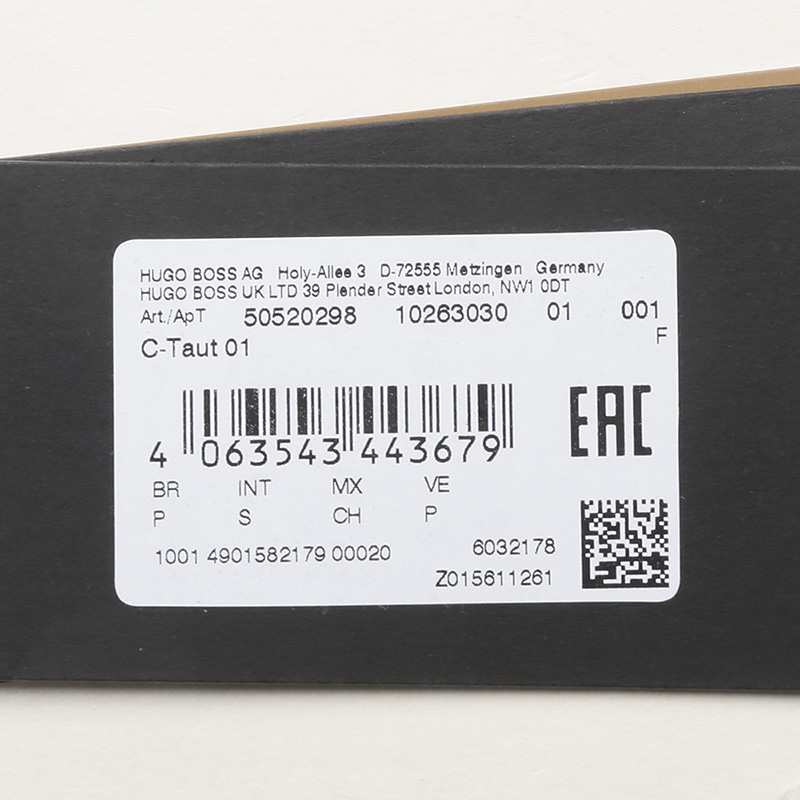 HUGO BOSS AG Holy-Allee 3 D-72555 Metzingen Germany
HUGO BOSS UK LTD 39 Plender Street London, NW1 0DT
Art./ApT 50520298 10263030 01 001
F
C-Taut 01
EAC
4 063543 443679
BR INT MX VE
P S CH P
1001 4901582179 00020 6032178
Z015611261